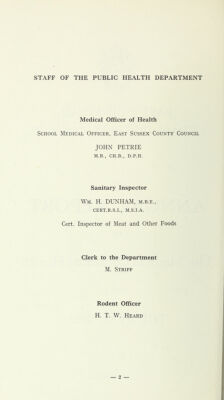 STAFF OF THE PUBLIC HEALTH DEPARTMENT
Medical Officer of Health
School Medical Officer, East Sussex County Council
JOHN PETRIE
M.B., CH.B., D.P.H.
Sanitary Inspector
Wm. H. DUNHAM, M.B.E.,
CERT.R.S.I., M.S.I.A.
Cert. Inspector of Meat and Other Foods
Clerk to the Department
M. Striff
Rodent Officer
H. T. W. Heard
— 2 —